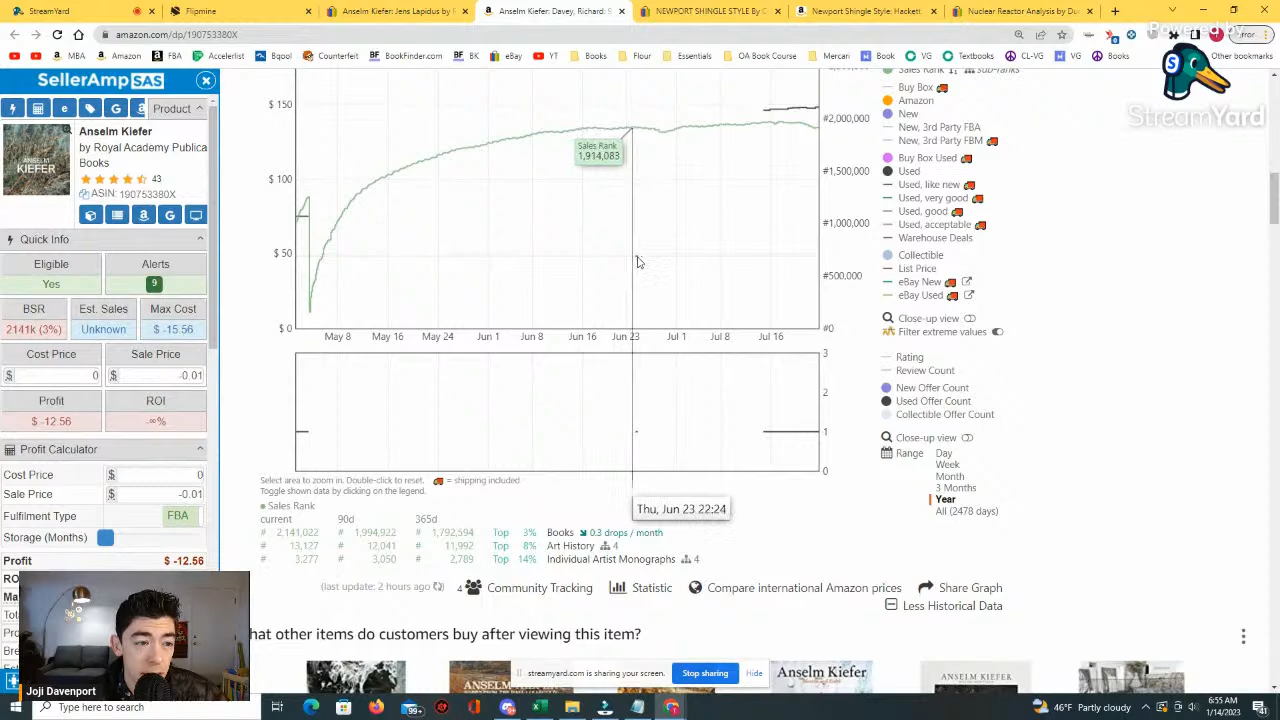 Stream
Flipmine
Anselm Kiefer: Jens Lapidus by R
Anselm Kiefer: Davey, Richard: S
NEWPORT SHINGLE STYLE By C
Newport Shingle Style: Hackett
Nuclear Reactor Analysis by Du
amazon.com/dp/190753380X
MBA
Amazon
FBA
Accelerlist
Bqool
Counterfeit
BookFinder.com
BK
eBay
YT
Books
Flour
Essentials
OA Book Course
Mercari
Book
VG
CL-VG
Books
Other bookmarks
Powered by
StreamYard
SellerAmp SAS
Product
Anselm Kiefer
by Royal Academy Publica
Books
43
ASIN: 190753380X
Quick Info
Eligible
Alerts
Yes
9
BSR
Est. Sales
Max Cost
2141k (3%)
Unknown
$ -15.56
Cost Price
Sale Price
$ 0
$ -0.01
Profit
ROI
$ -12.56
-∞%
Profit Calculator
Cost Price
$ 0
Sale Price
$ -0.01
Fulfilment Type
FBA
Storage (Months)
Profit
$ -12.56
$ 150
$ 100
$ 50
$ 0
Sales Rank
1,914,083
#2,000,000
#1,500,000
#1,000,000
#500,000
#0
May 8
May 16
May 24
Jun 1
Jun 8
Jun 16
Jun 23
Jul 1
Jul 8
Jul 16
3
2
1
0
Thu, Jun 23 22:24
Sales Rank
sub-ranks
Buy Box
Amazon
New
New, 3rd Party FBA
New, 3rd Party FBM
Buy Box Used
Used
Used, like new
Used, very good
Used, good
Used, acceptable
Warehouse Deals
Collectible
List Price
eBay New
eBay Used
Close-up view
Filter extreme values
Rating
Review Count
New Offer Count
Used Offer Count
Collectible Offer Count
Close-up view
Range
Day
Week
Month
3 Months
Year
All (2478 days)
Select area to zoom in. Double-click to reset. = shipping included
Toggle shown data by clicking on the legend.
Sales Rank
current 90d 365d
# 2,141,022 # 1,994,922 # 1,792,594 Top 3% Books 0.3 drops / month
# 13,127 # 12,041 # 11,992 Top 8% Art History 4
# 3,277 # 3,050 # 2,789 Top 14% Individual Artist Monographs 4
(last update: 2 hours ago)
4 Community Tracking
Statistic
Compare international Amazon prices
Share Graph
Less Historical Data
hat other items do customers buy after viewing this item?
streamyard.com is sharing your screen.
Stop sharing
Hide
Anselm Kiefer
ANSELM KIEFER
Joji Davenport
Type here to search
99+
46°F Partly cloudy
6:55 AM
1/14/2023